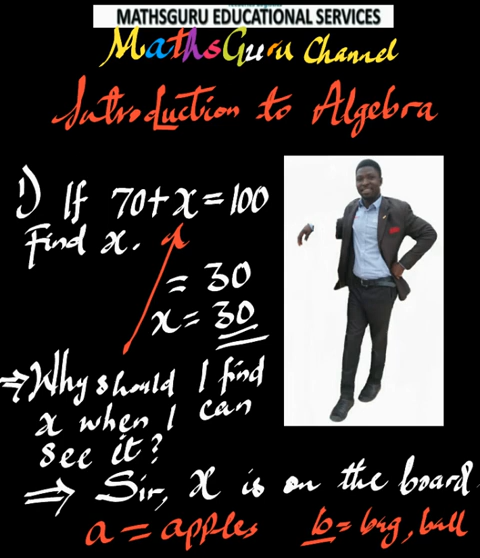 MATHSGURU EDUCATIONAL SERVICES
MathsGuru Channel
Introduction to Algebra
1) If 70+x=100
Find x.
= 30
x = 30
⇒ Why should I find
x when I can
see it?
⇒ Sir, x is on the board
a = apples b = bag, ball